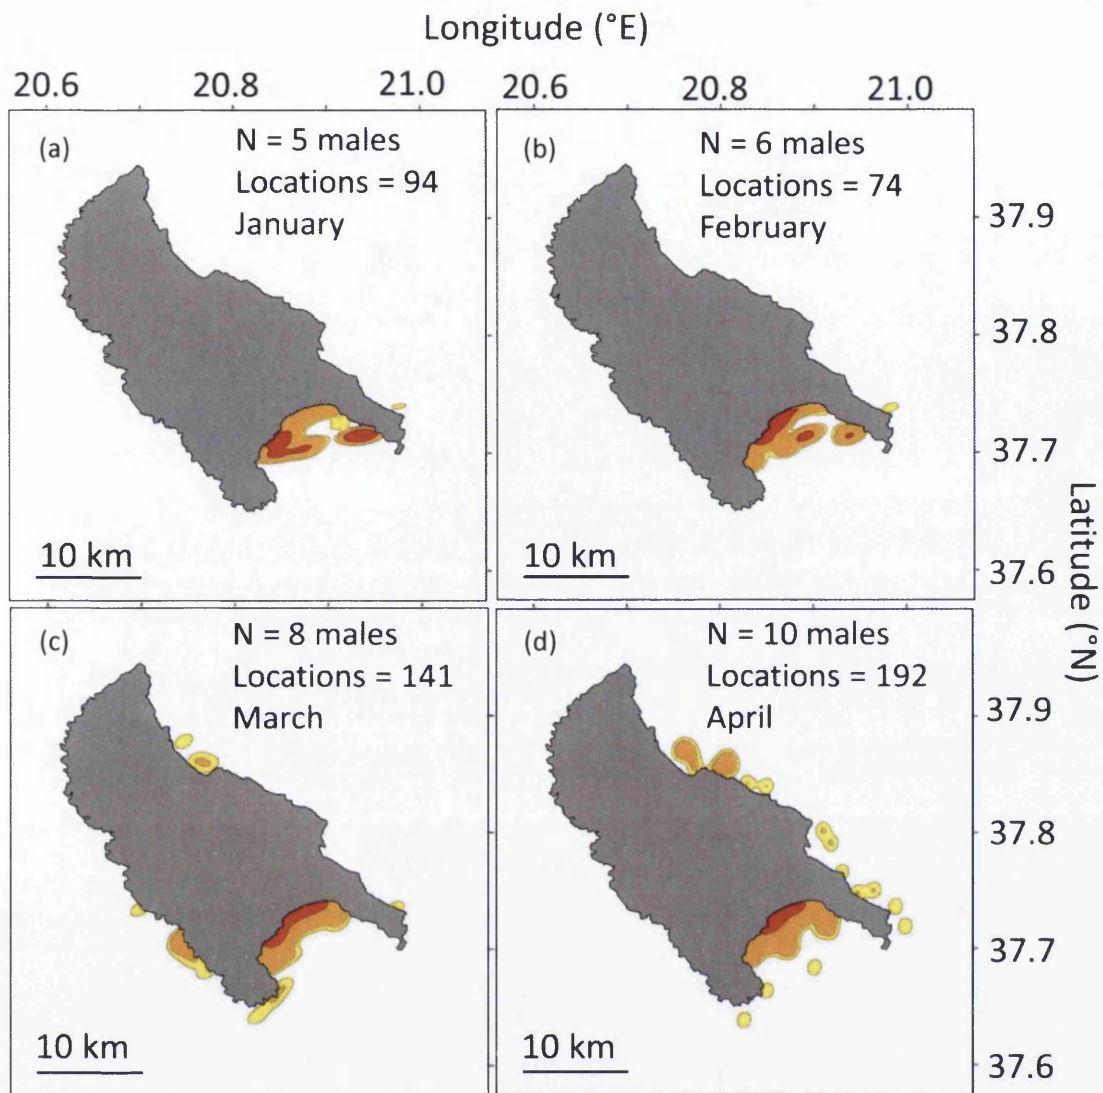 Longitude (°E)
20.6 20.8 21.0 20.6 20.8 21.0
(a)
N = 5 males
Locations = 94
January
10 km
(b)
N = 6 males
Locations = 74
February
10 km
37.9
37.8
37.7
37.6
(c)
N = 8 males
Locations = 141
March
10 km
(d)
N = 10 males
Locations = 192
April
10 km
37.9
37.8
37.7
37.6
Latitude (°N)